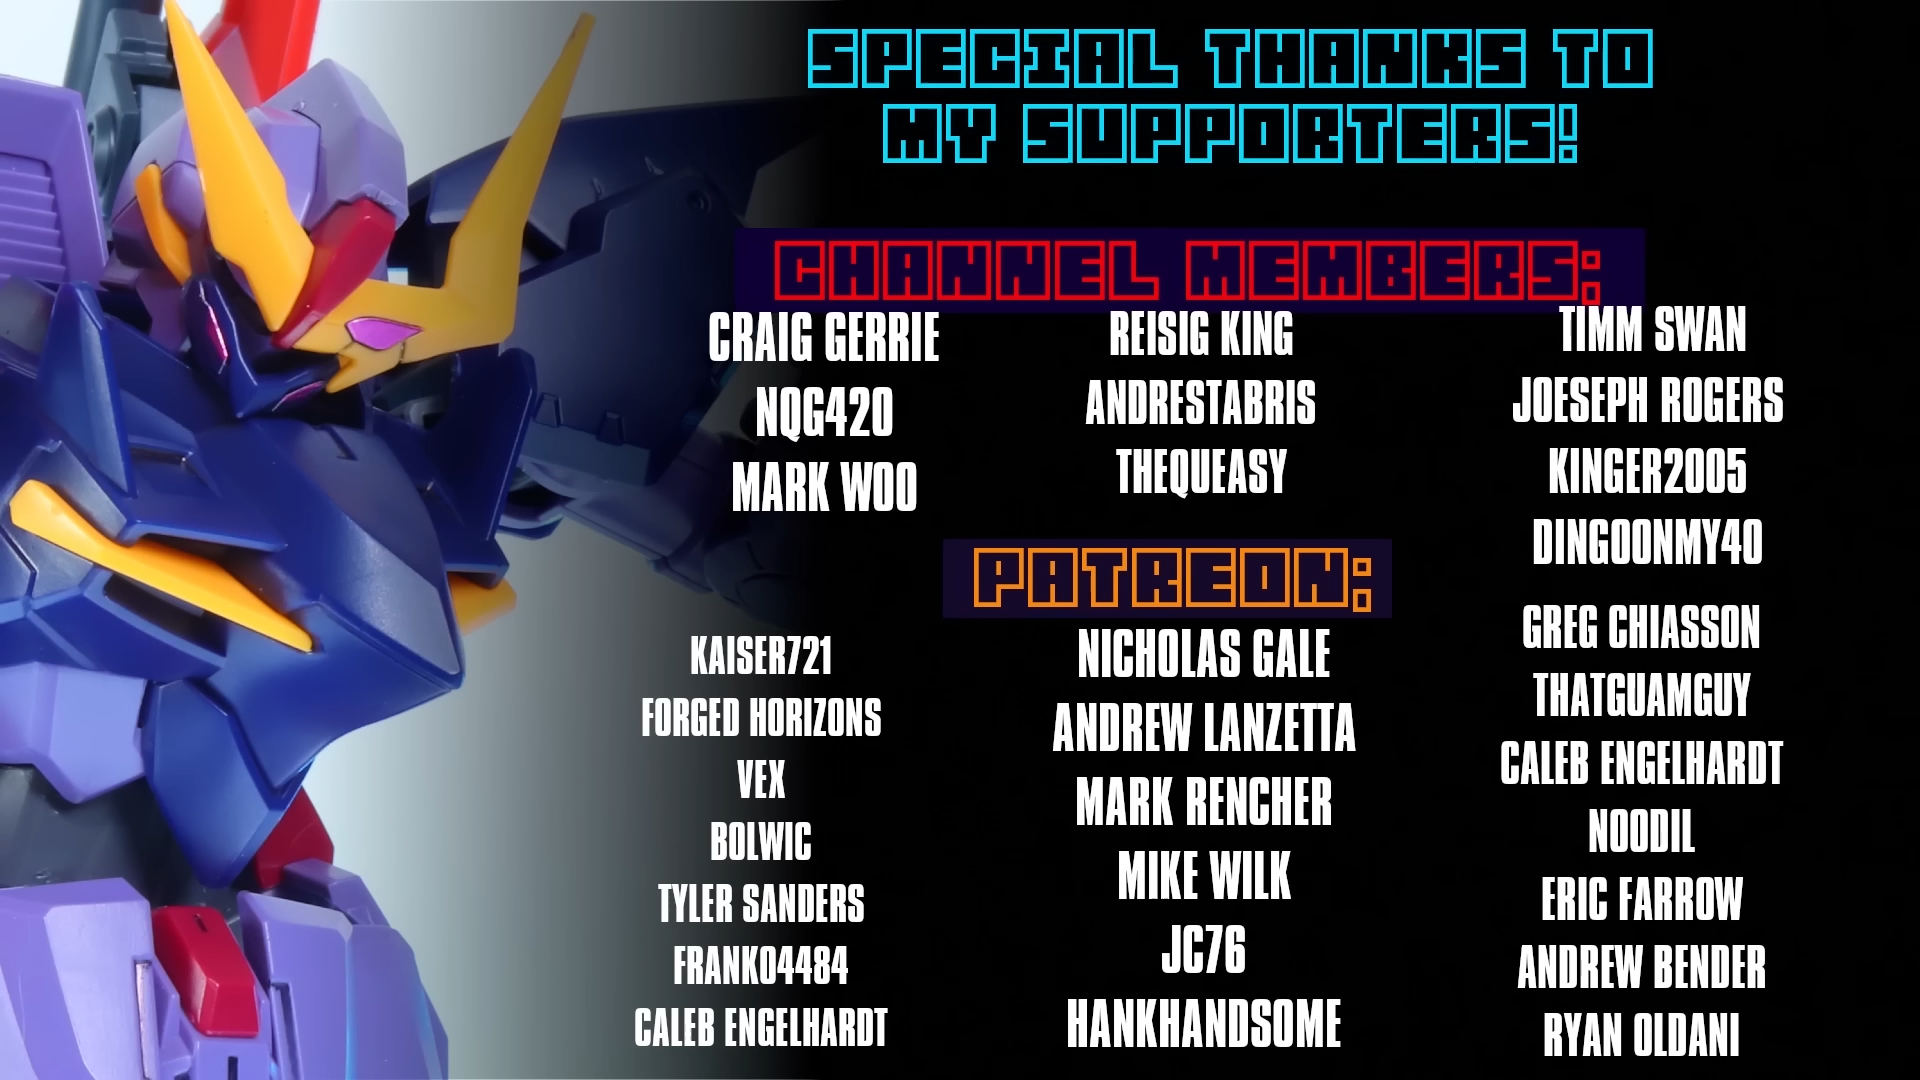 SPECIAL THANKS TO
MY SUPPORTERS!
CHANNEL MEMBERS:
CRAIG GERRIE
NQG420
MARK WOO
REISIG KING
ANDRESTABRIS
THEQUEASY
TIMM SWAN
JOESEPH ROGERS
KINGER2005
DINGOONMY40
PATREON:
KAISER721
FORGED HORIZONS
VEX
BOLWIC
TYLER SANDERS
FRANK04484
CALEB ENGELHARDT
NICHOLAS GALE
ANDREW LANZETTA
MARK RENCHER
MIKE WILK
JC76
HANKHANDSOME
GREG CHIASSON
THATGUAMGUY
CALEB ENGELHARDT
NOODIL
ERIC FARROW
ANDREW BENDER
RYAN OLDANI